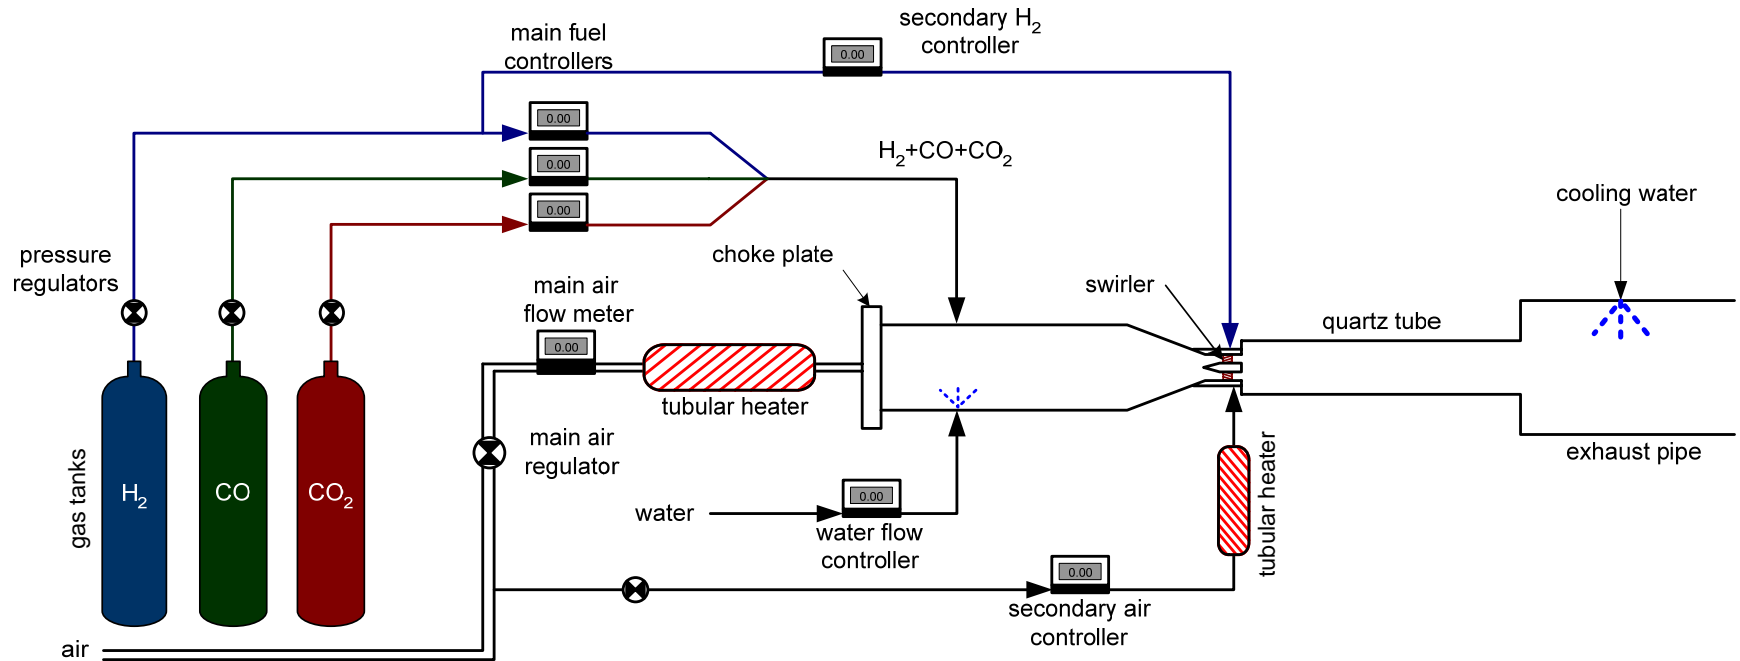 secondary H2
controller
0.00
main fuel
controllers
0.00
0.00
0.00
H2+CO+CO2
cooling water
pressure
regulators
choke plate
main air
flow meter
0.00
swirler
quartz tube
tubular heater
main air
regulator
exhaust pipe
gas tanks
H2
CO
CO2
water
0.00
water flow
controller
tubular heater
0.00
secondary air
controller
air